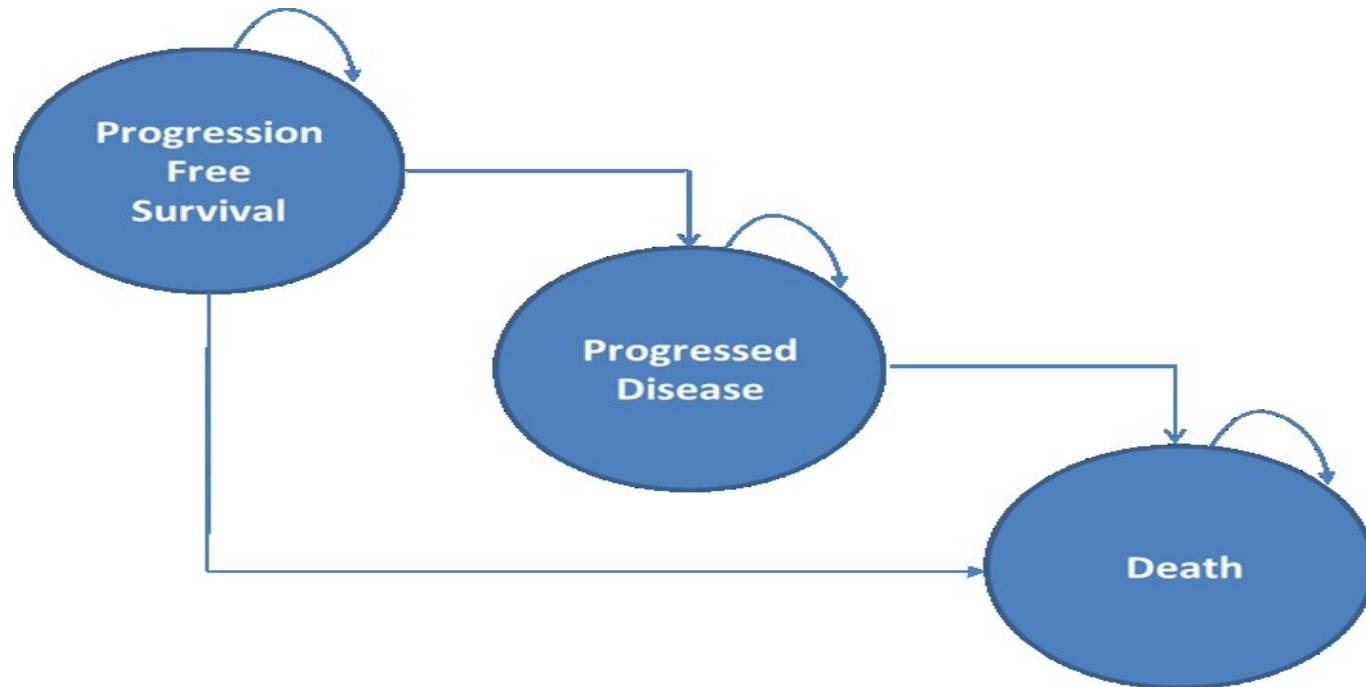 Progression
Free
Survival
Progressed
Disease
Death